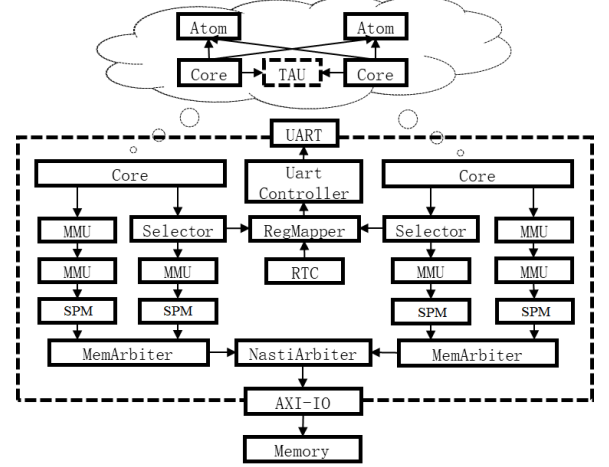 Atom Atom
Core TAU Core
UART
Core Uart Controller Core
MMU Selector RegMapper Selector MMU
MMU MMU RTC MMU MMU
SPM SPM SPM SPM
MemArbiter NastiArbiter MemArbiter
AXI-IO
Memory